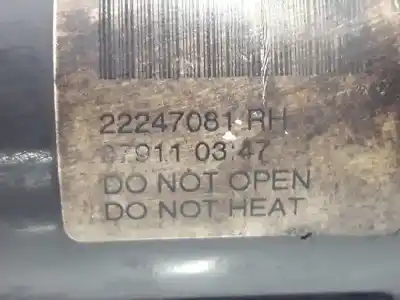 22247081 RH
07911 03:47
DO NOT OPEN
DO NOT HEAT